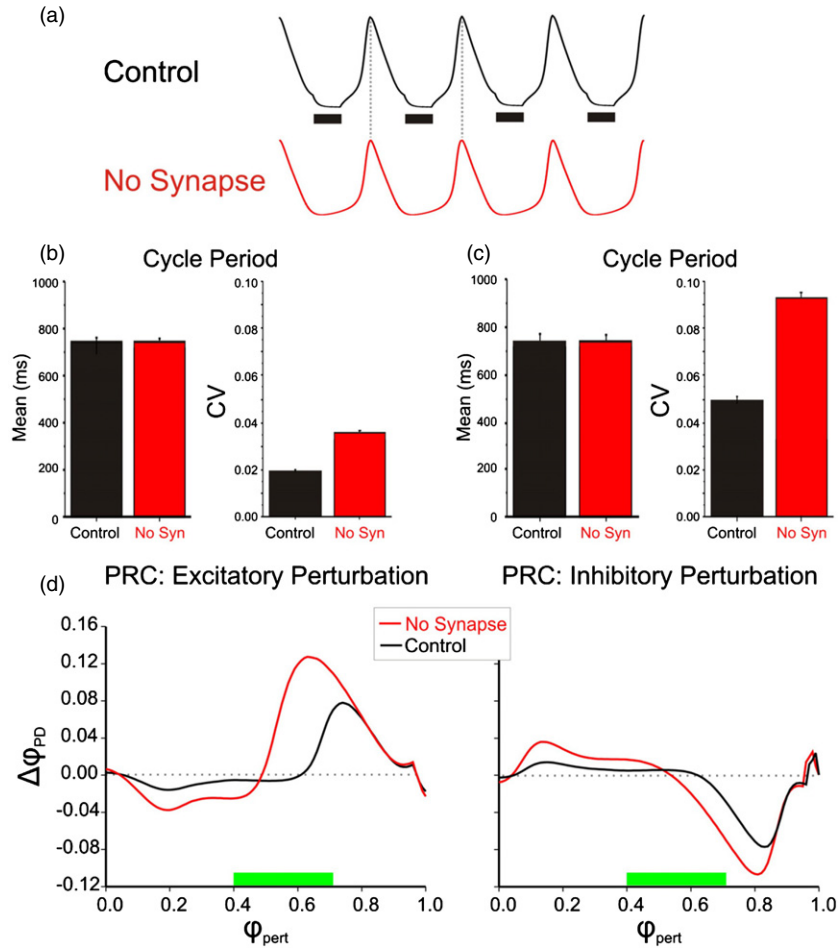 (a)
Control
No Synapse
(b)
Cycle Period
1000
800
600
400
200
0
Mean (ms)
Control
No Syn
0.10
0.08
0.06
0.04
0.02
0.00
CV
Control
No Syn
(c)
Cycle Period
1000
800
600
400
200
0
Mean (ms)
Control
No Syn
0.10
0.08
0.06
0.04
0.02
0.00
CV
Control
No Syn
(d)
PRC: Excitatory Perturbation
PRC: Inhibitory Perturbation
No Synapse
Control
0.16
0.12
0.08
0.04
0.00
-0.04
-0.08
-0.12
ΔφPD
0.0 0.2 0.4 0.6 0.8 1.0
φpert
0.0 0.2 0.4 0.6 0.8 1.0
φpert